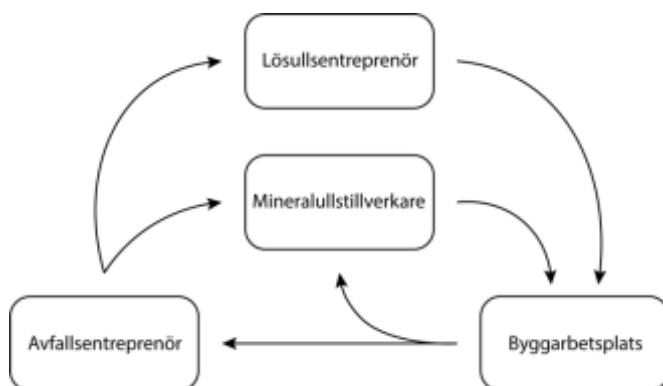 Lösullsentreprenör
Mineralullstillverkare
Avfallsentreprenör
Byggarbetsplats